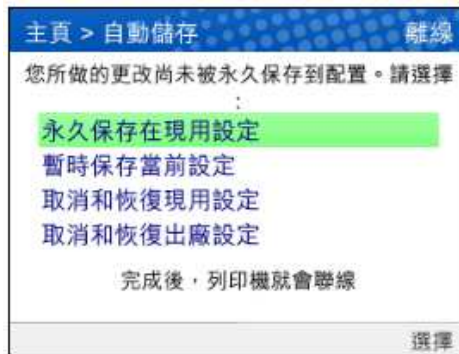 主頁 > 自動儲存 離線
您所做的更改尚未被永久保存到配置。請選擇
:
永久保存在現用設定
暫時保存當前設定
取消和恢復現用設定
取消和恢復出廠設定
完成後，列印機就會聯線
選擇